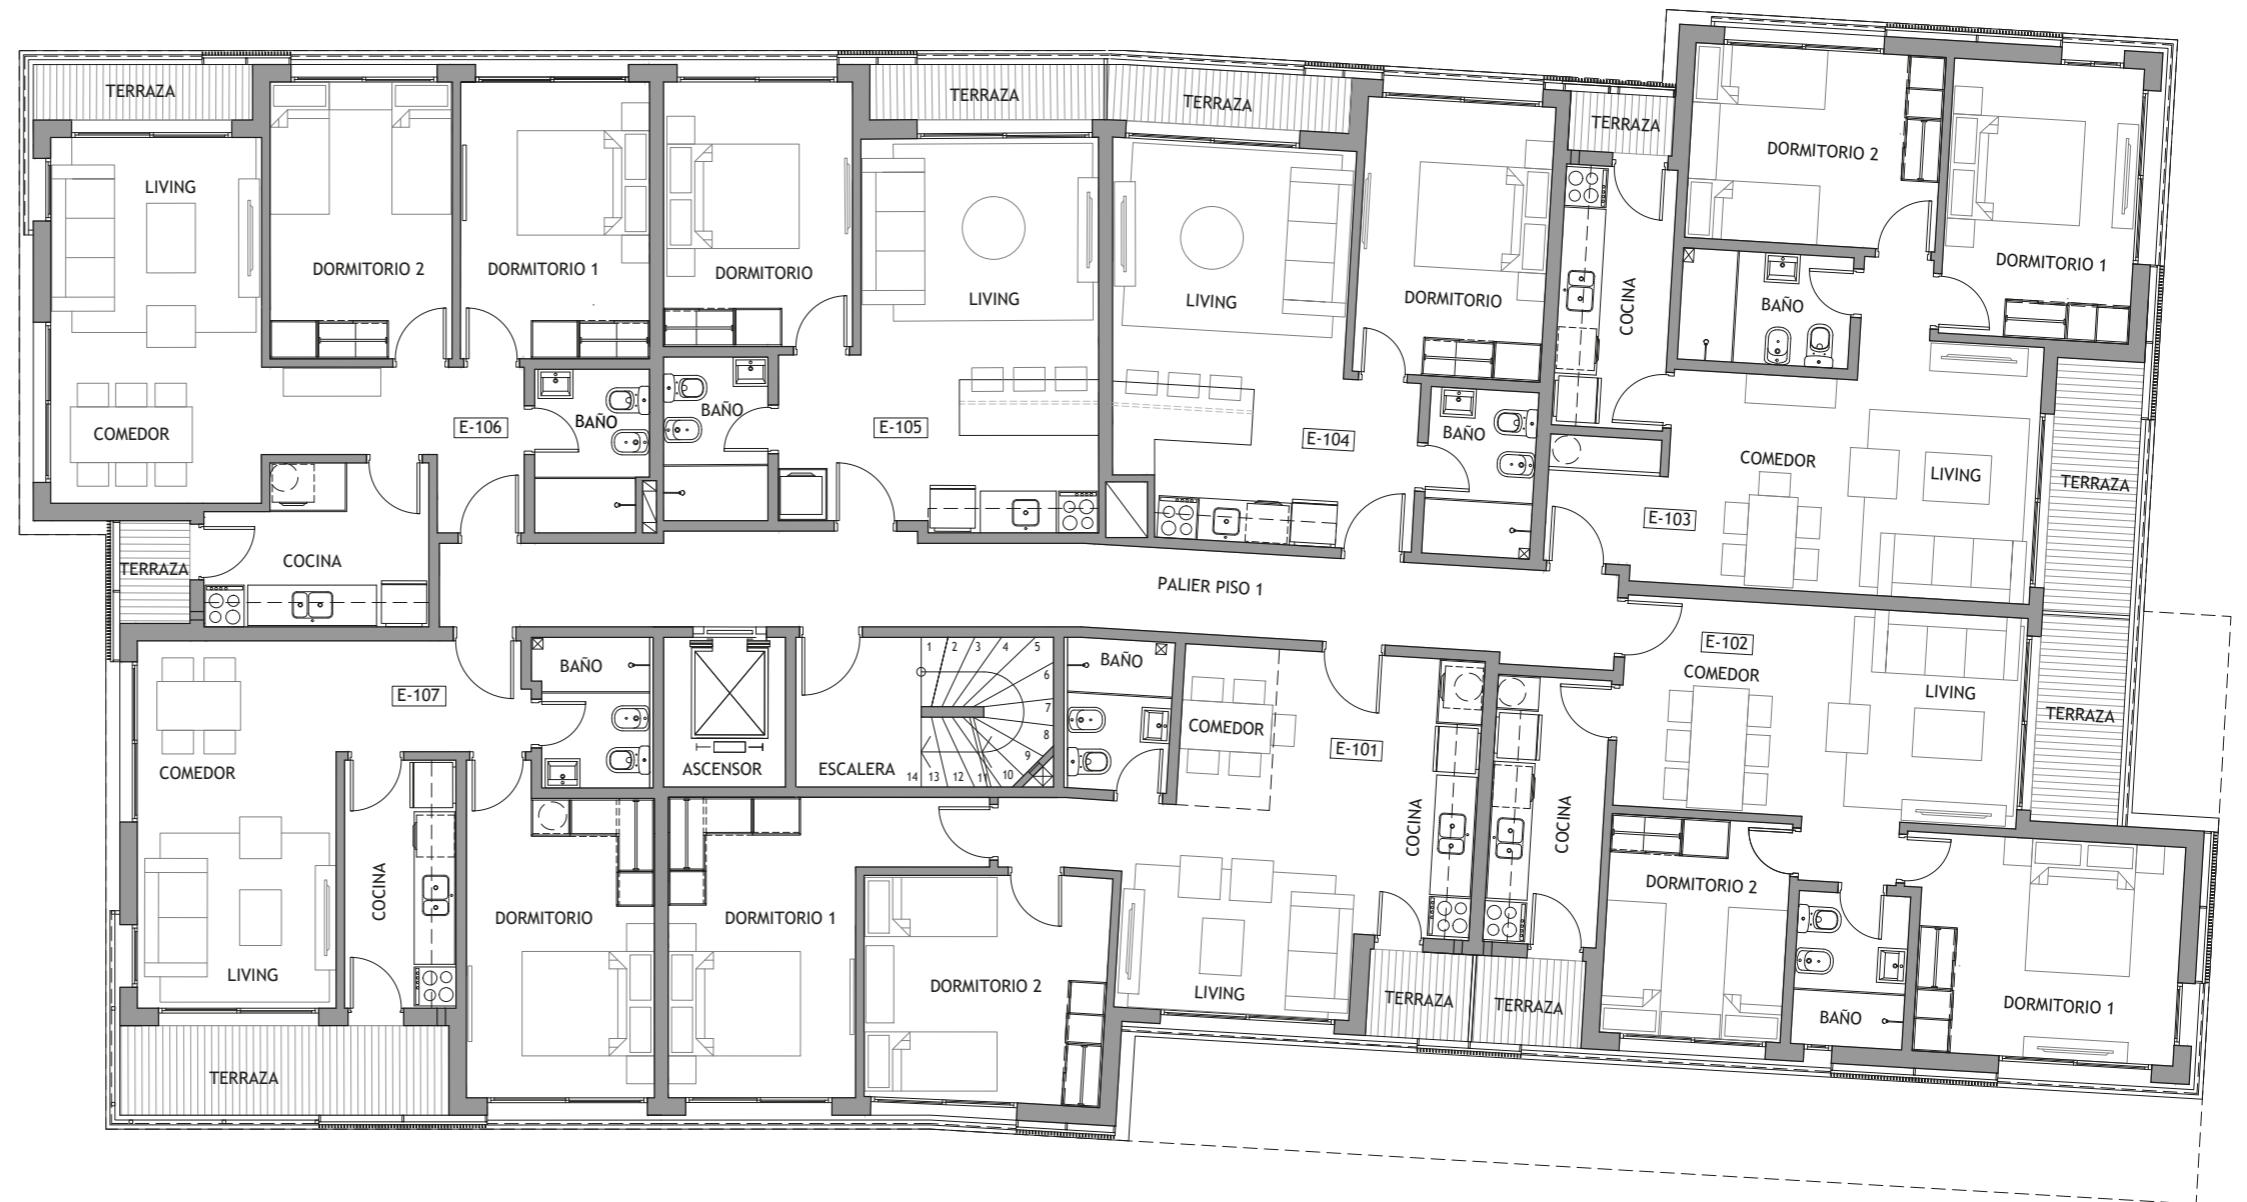 TERRAZA
LIVING
DORMITORIO 2
DORMITORIO 1
COMEDOR
E-106
BAÑO
COCINA
TERRAZA
DORMITORIO
BAÑO
TERRAZA
LIVING
E-105
TERRAZA
LIVING
E-104
DORMITORIO
BAÑO
TERRAZA
COCINA
DORMITORIO 2
DORMITORIO 1
BAÑO
COMEDOR
LIVING
E-103
TERRAZA
PALIER PISO 1
E-102
COMEDOR
LIVING
TERRAZA
COCINA
TERRAZA
DORMITORIO 2
BAÑO
DORMITORIO 1
BAÑO
COMEDOR
E-101
COCINA
LIVING
TERRAZA
DORMITORIO 1
DORMITORIO 2
ESCALERA
1
2
3
4
5
6
7
8
9
10
11
12
13
14
ASCENSOR
BAÑO
E-107
COMEDOR
COCINA
LIVING
DORMITORIO
TERRAZA